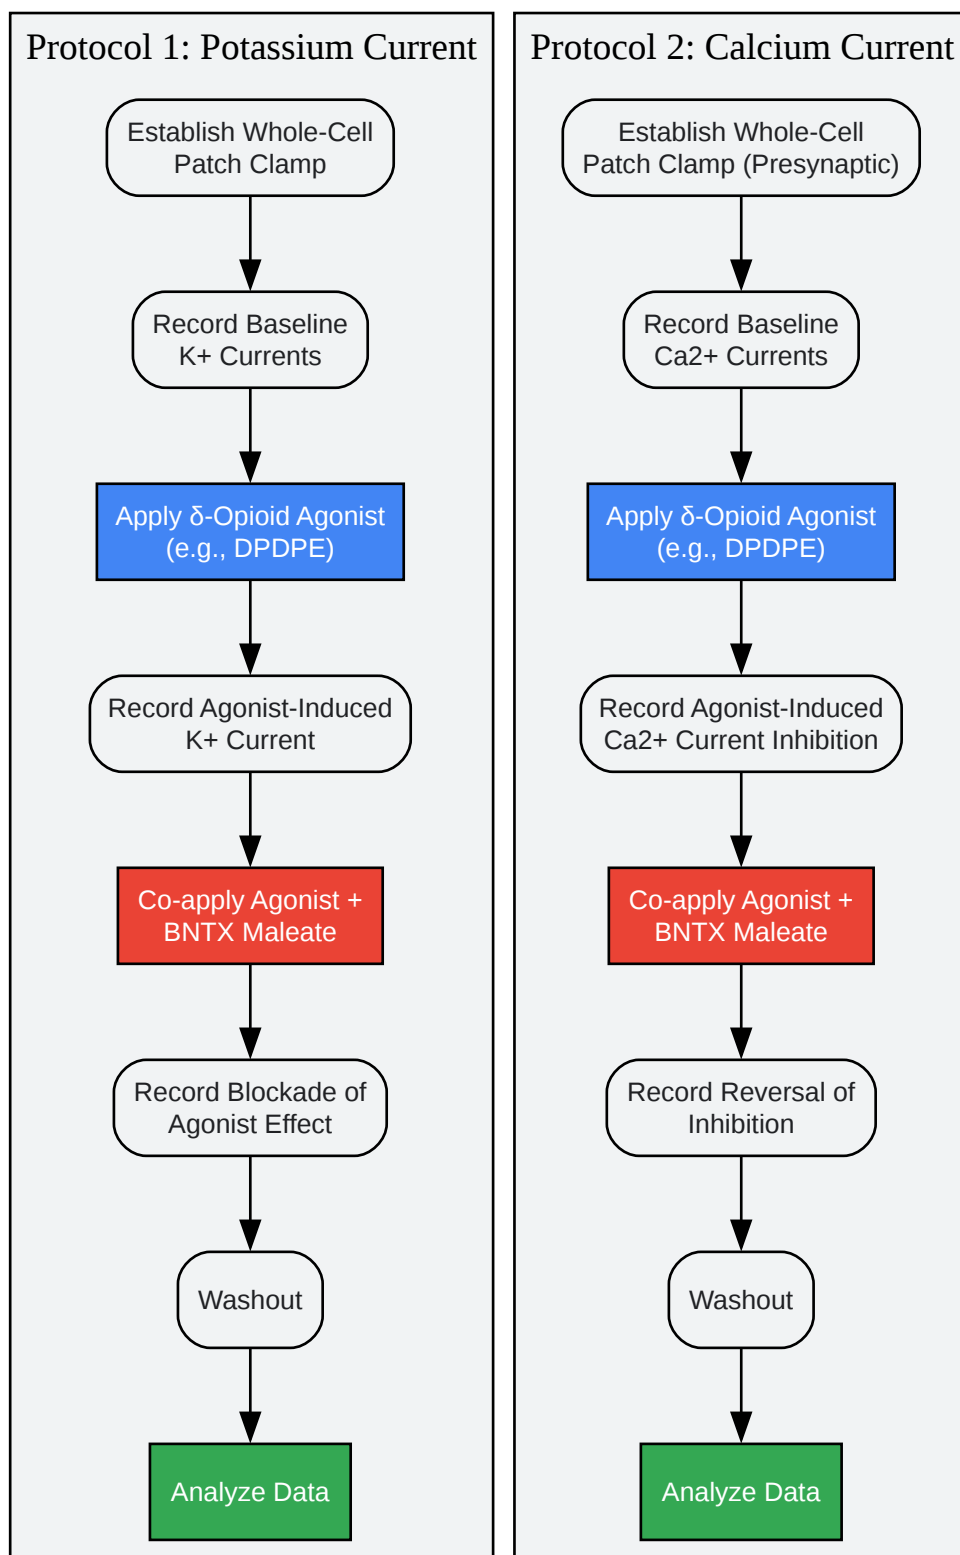 Protocol 1: Potassium Current
Establish Whole-Cell
Patch Clamp
Record Baseline
K+ Currents
Apply δ-Opioid Agonist
(e.g., DPDPE)
Record Agonist-Induced
K+ Current
Co-apply Agonist +
BNTX Maleate
Record Blockade of
Agonist Effect
Washout
Analyze Data
Protocol 2: Calcium Current
Establish Whole-Cell
Patch Clamp (Presynaptic)
Record Baseline
Ca2+ Currents
Apply δ-Opioid Agonist
(e.g., DPDPE)
Record Agonist-Induced
Ca2+ Current Inhibition
Co-apply Agonist +
BNTX Maleate
Record Reversal of
Inhibition
Washout
Analyze Data